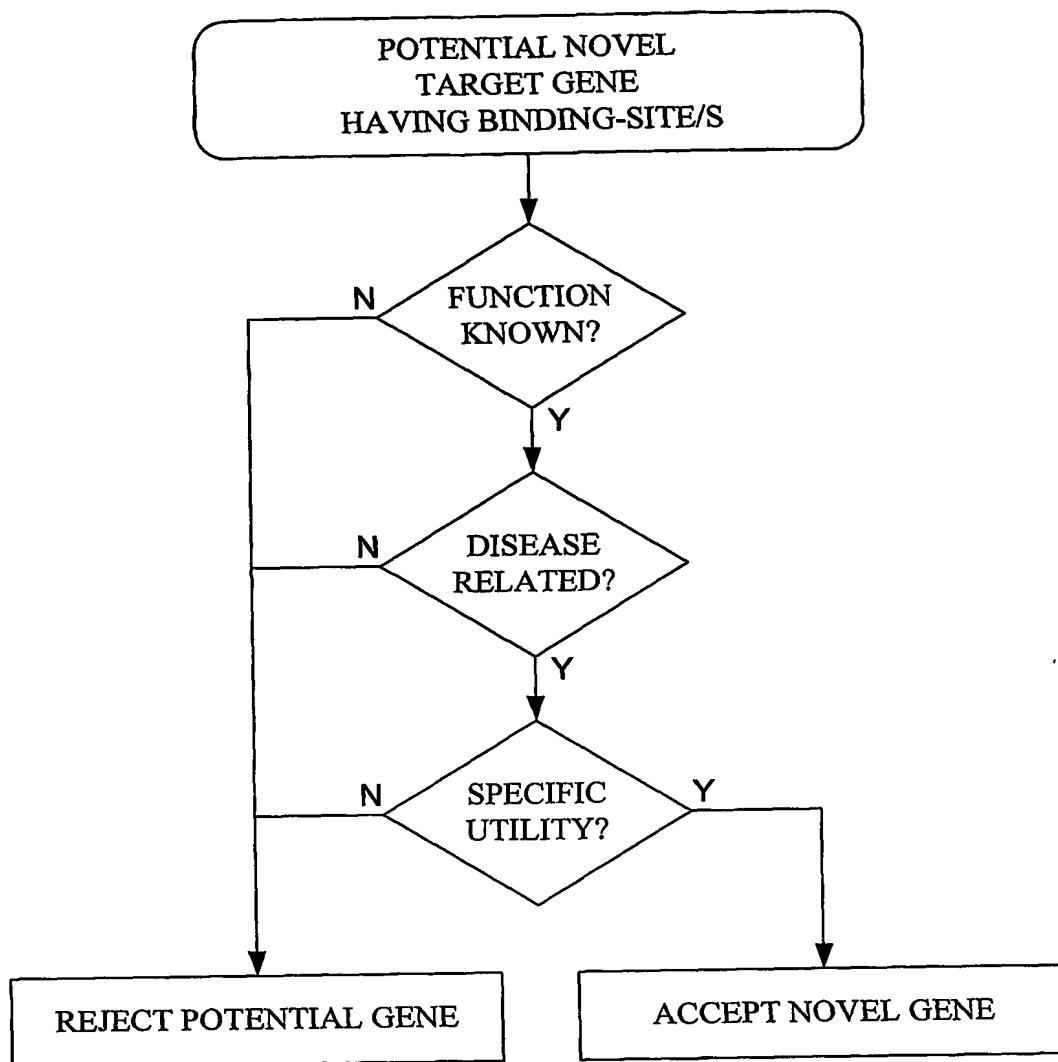 POTENTIAL NOVEL
TARGET GENE
HAVING BINDING-SITE/S
N
FUNCTION
KNOWN?
Y
N
DISEASE
RELATED?
Y
N
SPECIFIC
UTILITY?
Y
REJECT POTENTIAL GENE
ACCEPT NOVEL GENE